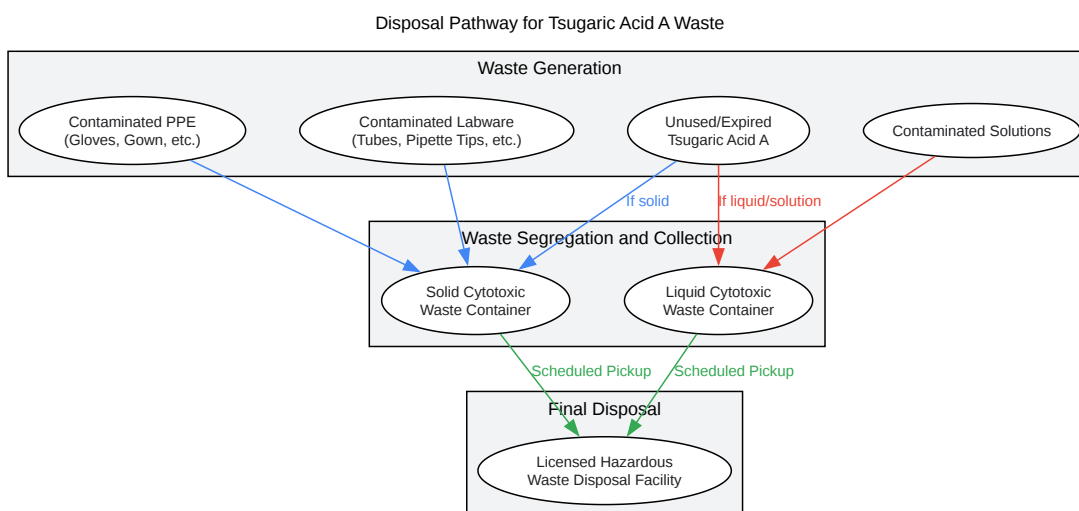 Disposal Pathway for Tsugaric Acid A Waste
Waste Generation
Contaminated PPE
(Gloves, Gown, etc.)
Contaminated Labware
(Tubes, Pipette Tips, etc.)
Unused/Expired
Tsugaric Acid A
Contaminated Solutions
If solid
If liquid/solution
Waste Segregation and Collection
Solid Cytotoxic
Waste Container
Liquid Cytotoxic
Waste Container
Scheduled Pickup
Scheduled Pickup
Final Disposal
Licensed Hazardous
Waste Disposal Facility